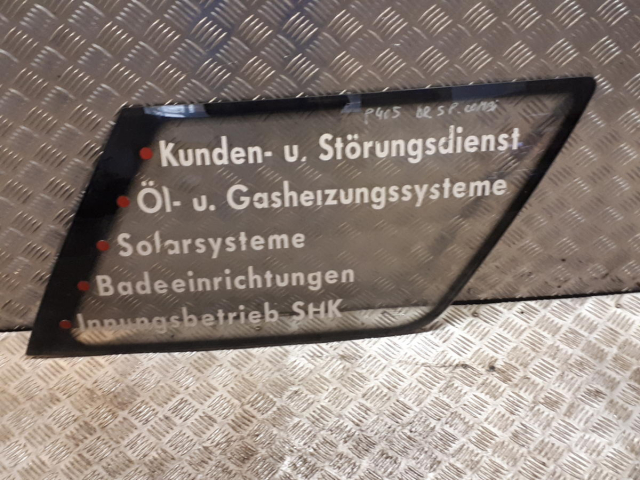 P405
Kunden- u. Störungsdienst
Öl- u. Gasheizungssysteme
Solarsysteme
Badeeinrichtungen
Innungsbetrieb SHK